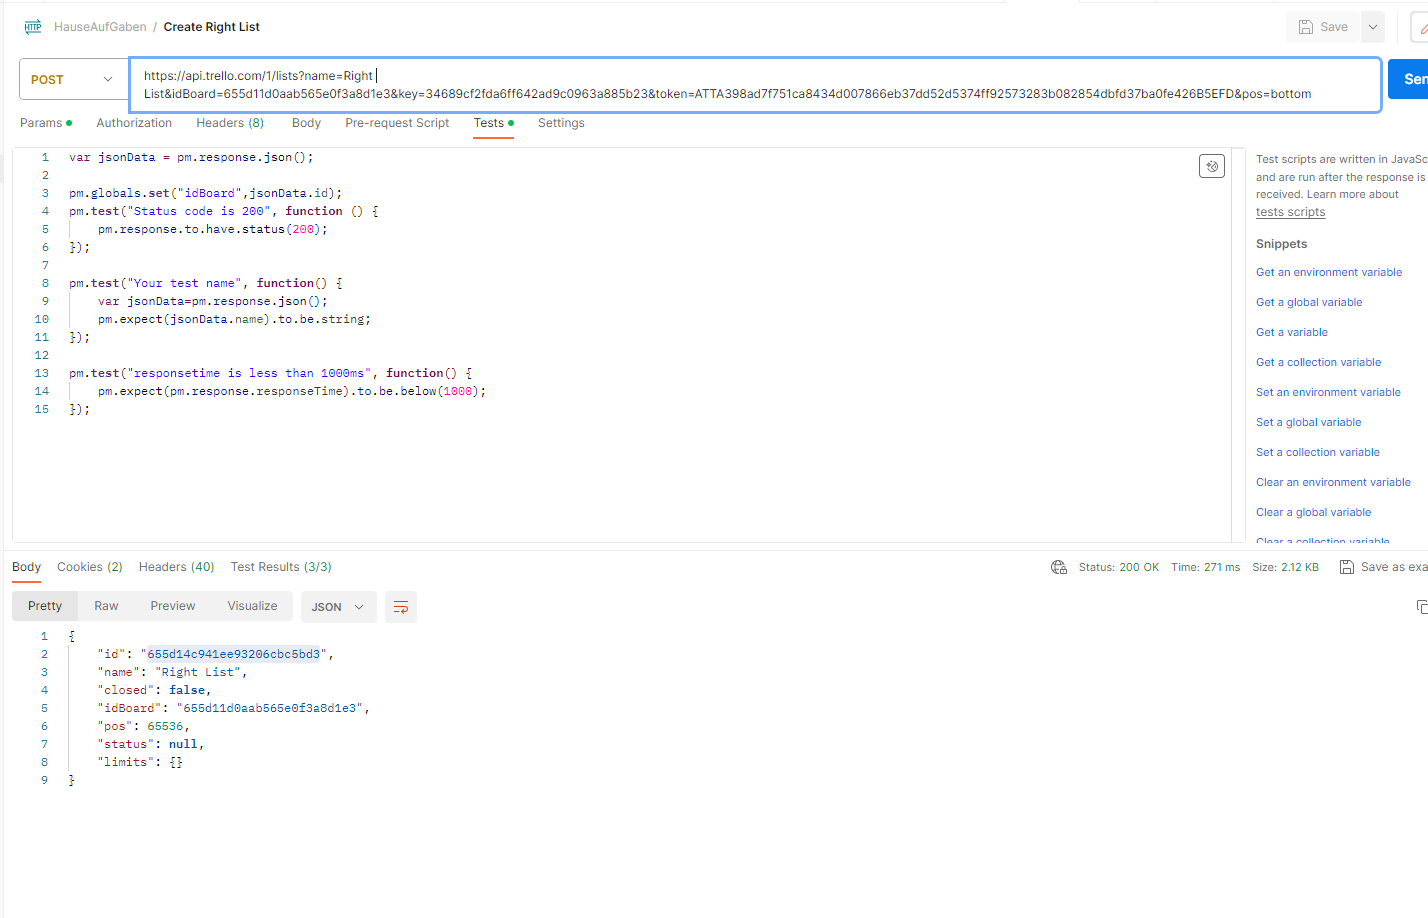 HTTP HauseAufGaben / Create Right List Save
POST https://api.trello.com/1/lists?name=Right
List&idBoard=655d11d0aab565e0f3a8d1e3&key=34689cf2fda6ff642ad9c0963a885b23&token=ATTA398ad7f751ca8434d007866eb37dd52d5374ff92573283b082854dbfd37ba0fe426B5EFD&pos=bottom
Params Authorization Headers (8) Body Pre-request Script Tests Settings
1 var jsonData = pm.response.json();
2
3 pm.globals.set("idBoard",jsonData.id);
4 pm.test("Status code is 200", function () {
5 pm.response.to.have.status(200);
6 });
7
8 pm.test("Your test name", function() {
9 var jsonData=pm.response.json();
10 pm.expect(jsonData.name).to.be.string;
11 });
12
13 pm.test("responsetime is less than 1000ms", function() {
14 pm.expect(pm.response.responseTime).to.be.below(1000);
15 });
Test scripts are written in JavaSc
and are run after the response is
received. Learn more about
tests scripts
Snippets
Get an environment variable
Get a global variable
Get a variable
Get a collection variable
Set an environment variable
Set a global variable
Set a collection variable
Clear an environment variable
Clear a global variable
Clear a collection variable
Body Cookies (2) Headers (40) Test Results (3/3) Status: 200 OK Time: 271 ms Size: 2.12 KB Save as exa
Pretty Raw Preview Visualize JSON
1 {
2 "id": "655d14c941ee93206cbc5bd3",
3 "name": "Right List",
4 "closed": false,
5 "idBoard": "655d11d0aab565e0f3a8d1e3",
6 "pos": 65536,
7 "status": null,
8 "limits": {}
9 }